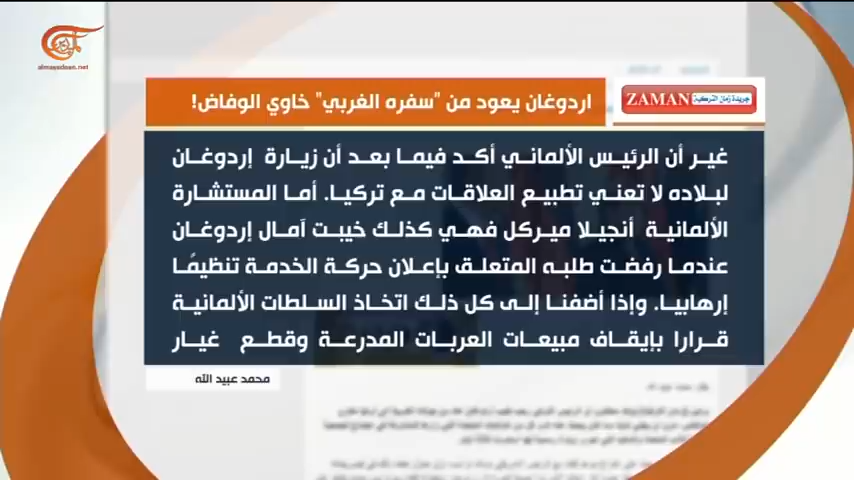 الميادين
almayadeen.net
ZAMAN جريدة زمان التركية
اردوغان يعود من "سفره الغربي" خاوي الوفاض!
غير أن الرئيس الألماني أكد فيما بعد أن زيارة إردوغان
لبلاده لا تعني تطبيع العلاقات مع تركيا. أما المستشارة
الألمانية أنجيلا ميركل فهي كذلك خيبت آمال إردوغان
عندما رفضت طلبه المتعلق بإعلان حركة الخدمة تنظيمًا
إرهابيا. وإذا أضفنا إلى كل ذلك اتخاذ السلطات الألمانية
قرارا بإيقاف مبيعات العربات المدرعة وقطع غيار
محمد عبيد الله